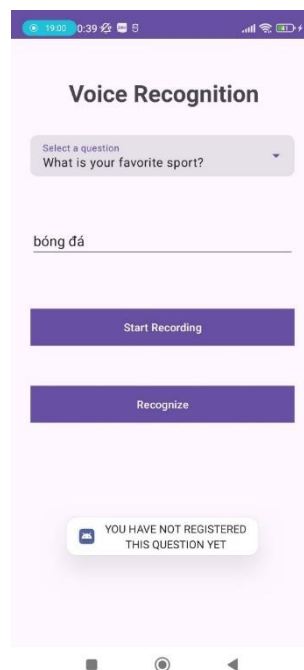 19:00 0:39
Voice Recognition
Select a question
What is your favorite sport?
bóng đá
Start Recording
Recognize
YOU HAVE NOT REGISTERED
THIS QUESTION YET